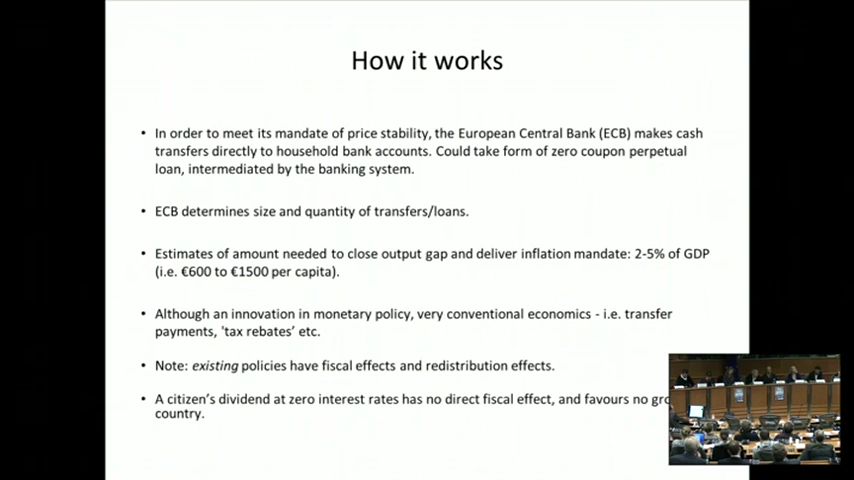 How it works
• In order to meet its mandate of price stability, the European Central Bank (ECB) makes cash
transfers directly to household bank accounts. Could take form of zero coupon perpetual
loan, intermediated by the banking system.
• ECB determines size and quantity of transfers/loans.
• Estimates of amount needed to close output gap and deliver inflation mandate: 2-5% of GDP
(i.e. €600 to €1500 per capita).
• Although an innovation in monetary policy, very conventional economics - i.e. transfer
payments, 'tax rebates’ etc.
• Note: existing policies have fiscal effects and redistribution effects.
• A citizen’s dividend at zero interest rates has no direct fiscal effect, and favours no
country.